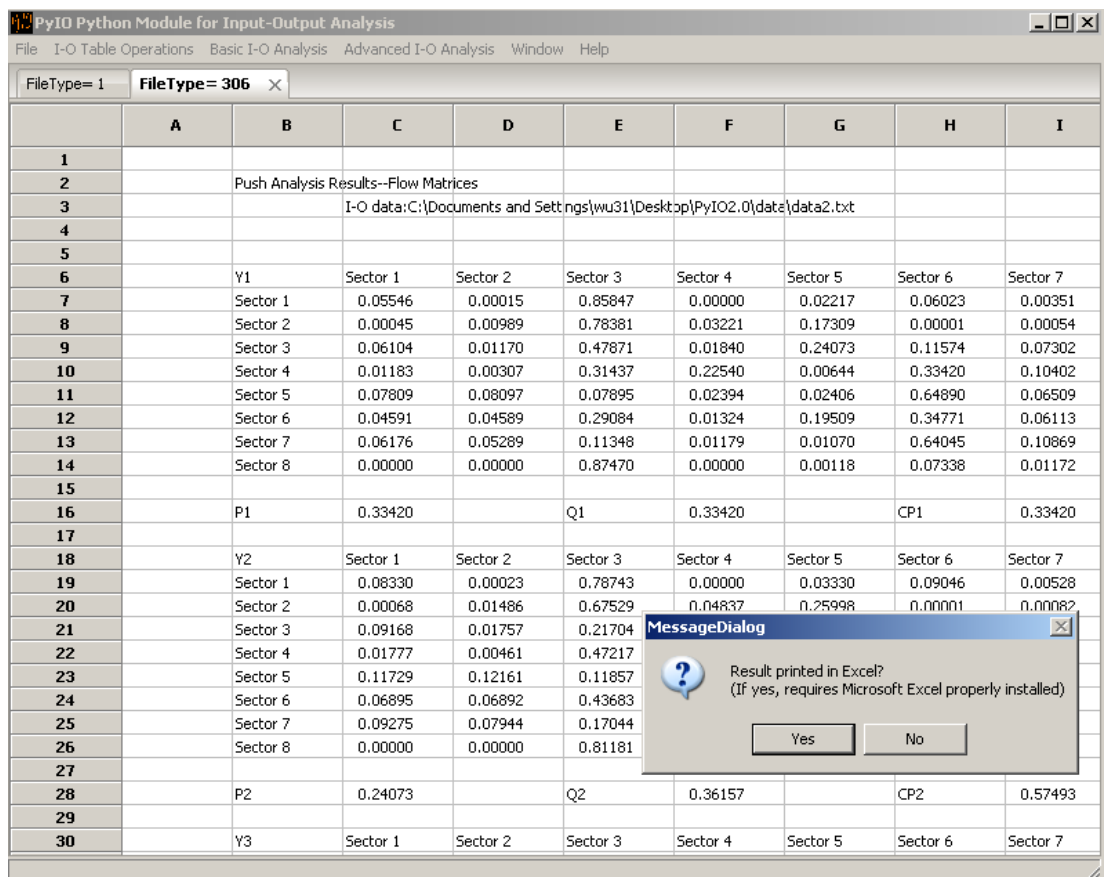 PyIO Python Module for Input-Output Analysis
File I-O Table Operations Basic I-O Analysis Advanced I-O Analysis Window Help
FileType= 1 FileType= 306
A B C D E F G H I
1
2 Push Analysis Results--Flow Matrices
3 I-O data:C:\Documents and Settings\wu31\Desktop\PyIO2.0\data\data2.txt
4
5
6 Y1 Sector 1 Sector 2 Sector 3 Sector 4 Sector 5 Sector 6 Sector 7
7 Sector 1 0.05546 0.00015 0.85847 0.00000 0.02217 0.06023 0.00351
8 Sector 2 0.00045 0.00989 0.78381 0.03221 0.17309 0.00001 0.00054
9 Sector 3 0.06104 0.01170 0.47871 0.01840 0.24073 0.11574 0.07302
10 Sector 4 0.01183 0.00307 0.31437 0.22540 0.00644 0.33420 0.10402
11 Sector 5 0.07809 0.08097 0.07895 0.02394 0.02406 0.64890 0.06509
12 Sector 6 0.04591 0.04589 0.29084 0.01324 0.19509 0.34771 0.06113
13 Sector 7 0.06176 0.05289 0.11348 0.01179 0.01070 0.64045 0.10869
14 Sector 8 0.00000 0.00000 0.87470 0.00000 0.00118 0.07338 0.01172
15
16 P1 0.33420 Q1 0.33420 CP1 0.33420
17
18 Y2 Sector 1 Sector 2 Sector 3 Sector 4 Sector 5 Sector 6 Sector 7
19 Sector 1 0.08330 0.00023 0.78743 0.00000 0.03330 0.09046 0.00528
20 Sector 2 0.00068 0.01486 0.67529 0.04837 0.25998 0.00001 0.00082
21 Sector 3 0.09168 0.01757 0.21704
22 Sector 4 0.01777 0.00461 0.47217
23 Sector 5 0.11729 0.12161 0.11857
24 Sector 6 0.06895 0.06892 0.43683
25 Sector 7 0.09275 0.07944 0.17044
26 Sector 8 0.00000 0.00000 0.81181
27
28 P2 0.24073 Q2 0.36157 CP2 0.57493
29
30 Y3 Sector 1 Sector 2 Sector 3 Sector 4 Sector 5 Sector 6 Sector 7
MessageDialog
Result printed in Excel?
(If yes, requires Microsoft Excel properly installed)
Yes No